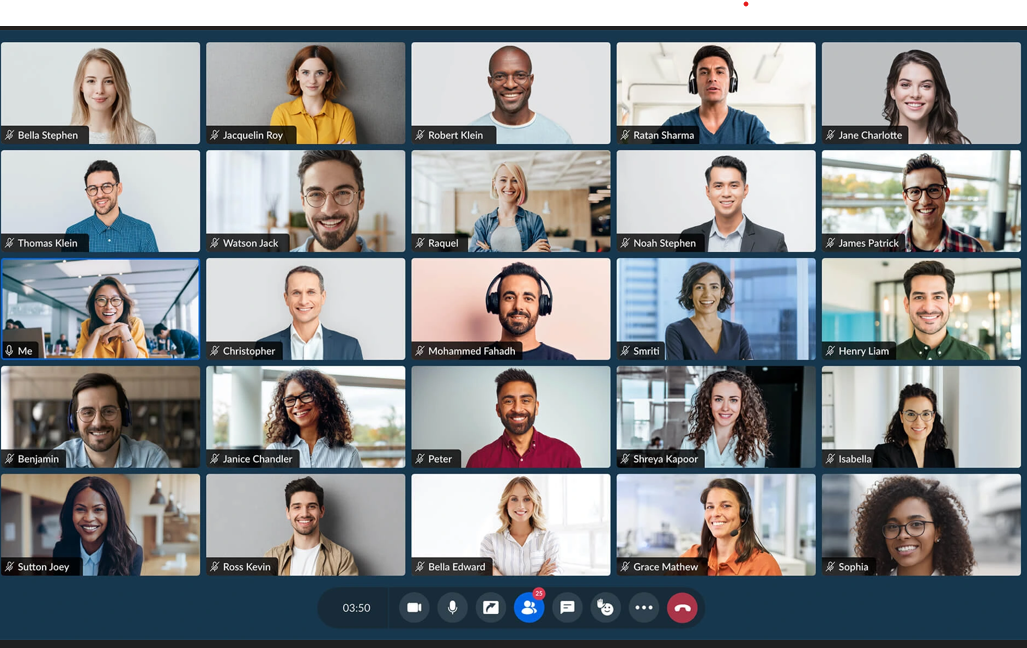 Bella Stephen
Jacquelin Roy
Robert Klein
Ratan Sharma
Jane Charlotte
Thomas Klein
Watson Jack
Raquel
Noah Stephen
James Patrick
Me
Christopher
Mohammed Fahadh
Smriti
Henry Liam
Benjamin
Janice Chandler
Peter
Shreya Kapoor
Isabella
Sutton Joey
Ross Kevin
Bella Edward
Grace Mathew
Sophia
03:50
25